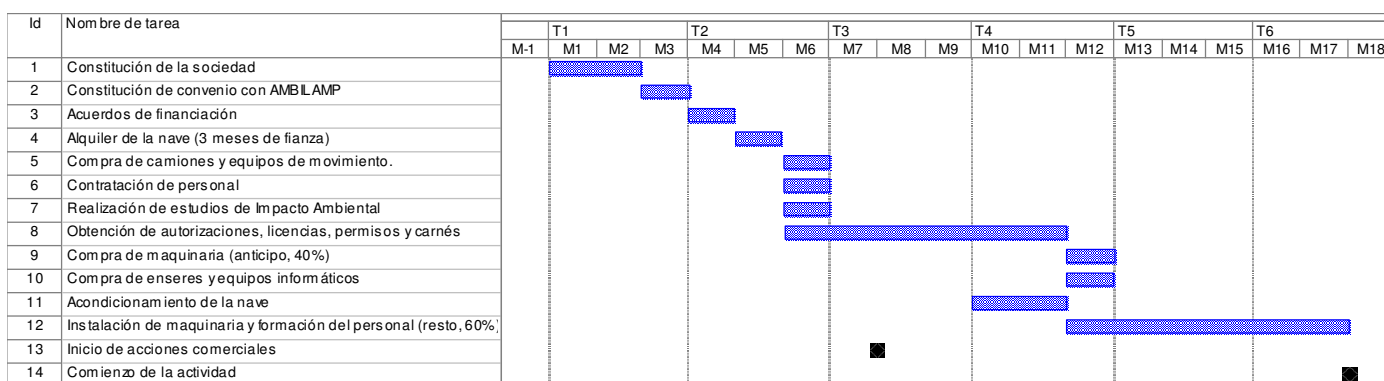 Id Nombre de tarea T1 T2 T3 T4 T5 T6
M-1 M1 M2 M3 M4 M5 M6 M7 M8 M9 M10 M11 M12 M13 M14 M15 M16 M17 M18
1 Constitución de la sociedad
2 Constitución de convenio con AMBILAMP
3 Acuerdos de financiación
4 Alquiler de la nave (3 meses de fianza)
5 Compra de camiones y equipos de movimiento.
6 Contratación de personal
7 Realización de estudios de Impacto Ambiental
8 Obtención de autorizaciones, licencias, permisos y carnés
9 Compra de maquinaria (anticipo, 40%)
10 Compra de enseres y equipos informáticos
11 Acondicionamiento de la nave
12 Instalación de maquinaria y formación del personal (resto, 60%)
13 Inicio de acciones comerciales
14 Comienzo de la actividad